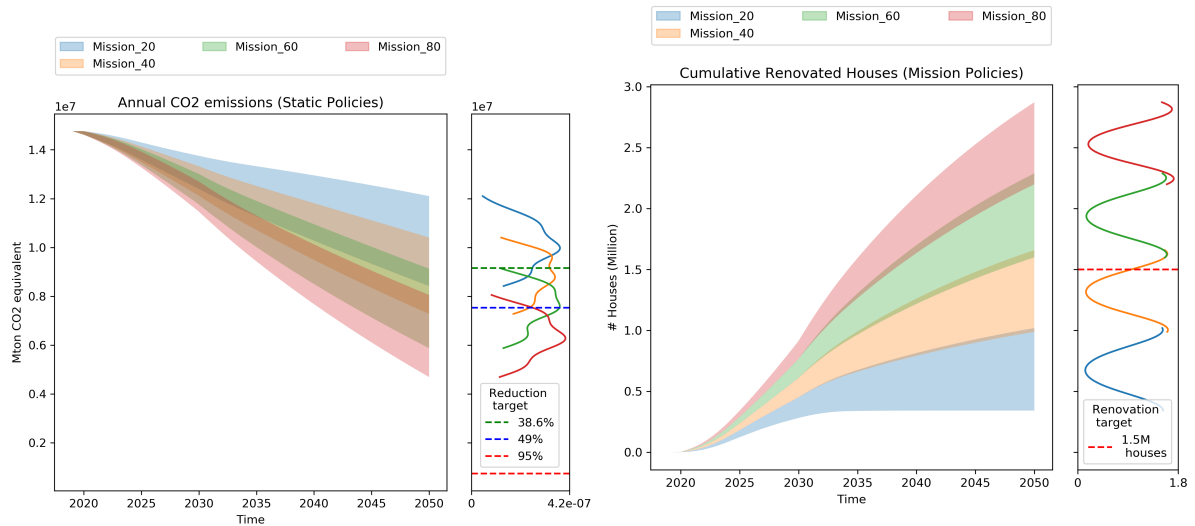 Mission_20
Mission_60
Mission_80
Mission_40
1e7
Annual CO2 emissions (Static Policies)
1e7
Mton CO2 equivalent
1.4
1.2
1.0
0.8
0.6
0.4
0.2
2020
2025
2030
2035
2040
2045
2050
Time
Reduction
target
38.6%
49%
95%
0
4.2e-07
Mission_20
Mission_60
Mission_80
Mission_40
Cumulative Renovated Houses (Mission Policies)
# Houses (Million)
3.0
2.5
2.0
1.5
1.0
0.5
0.0
2020
2025
2030
2035
2040
2045
2050
Time
Renovation
target
1.5M
houses
0
1.8